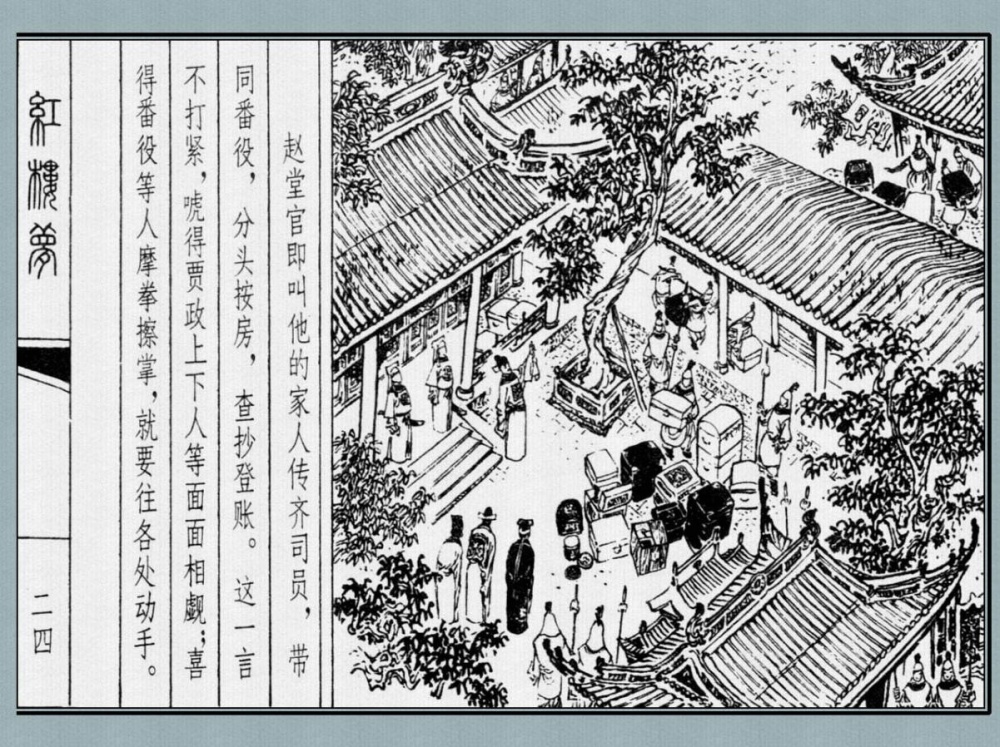 赵堂官即叫他的家人传齐司员，带
同番役，分头按房，查抄登账。这一言
不打紧，唬得贾政上下人等面面相觑；喜
得番役等人摩拳擦掌，就要往各处动手。
紅樓夢
二四